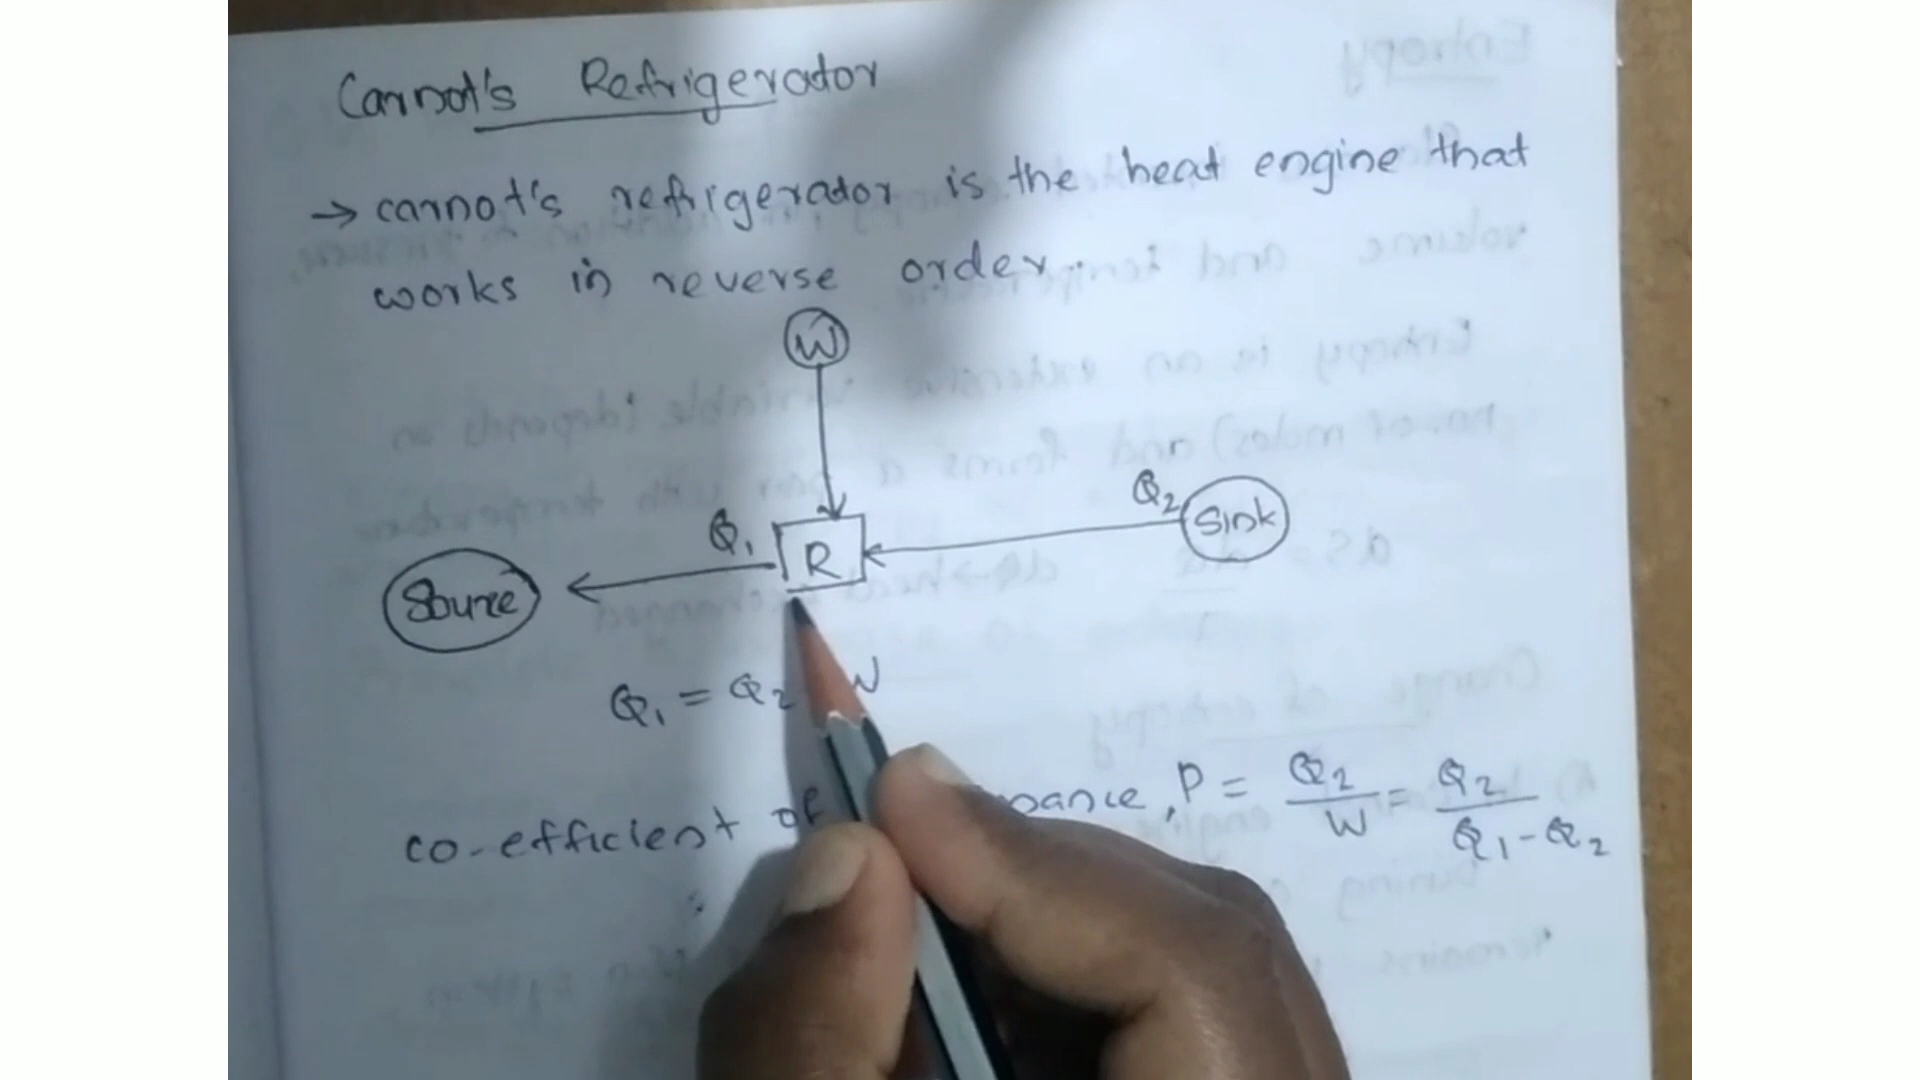 Carnot's Refrigerator
→ carnot's refrigerator is the heat engine that
works in reverse order.
W
Q₂ Sink
Q₁ R
Source
Q₁ = Q₂ W
co-efficient of , P = Q₂/W = Q₂/Q₁-Q₂